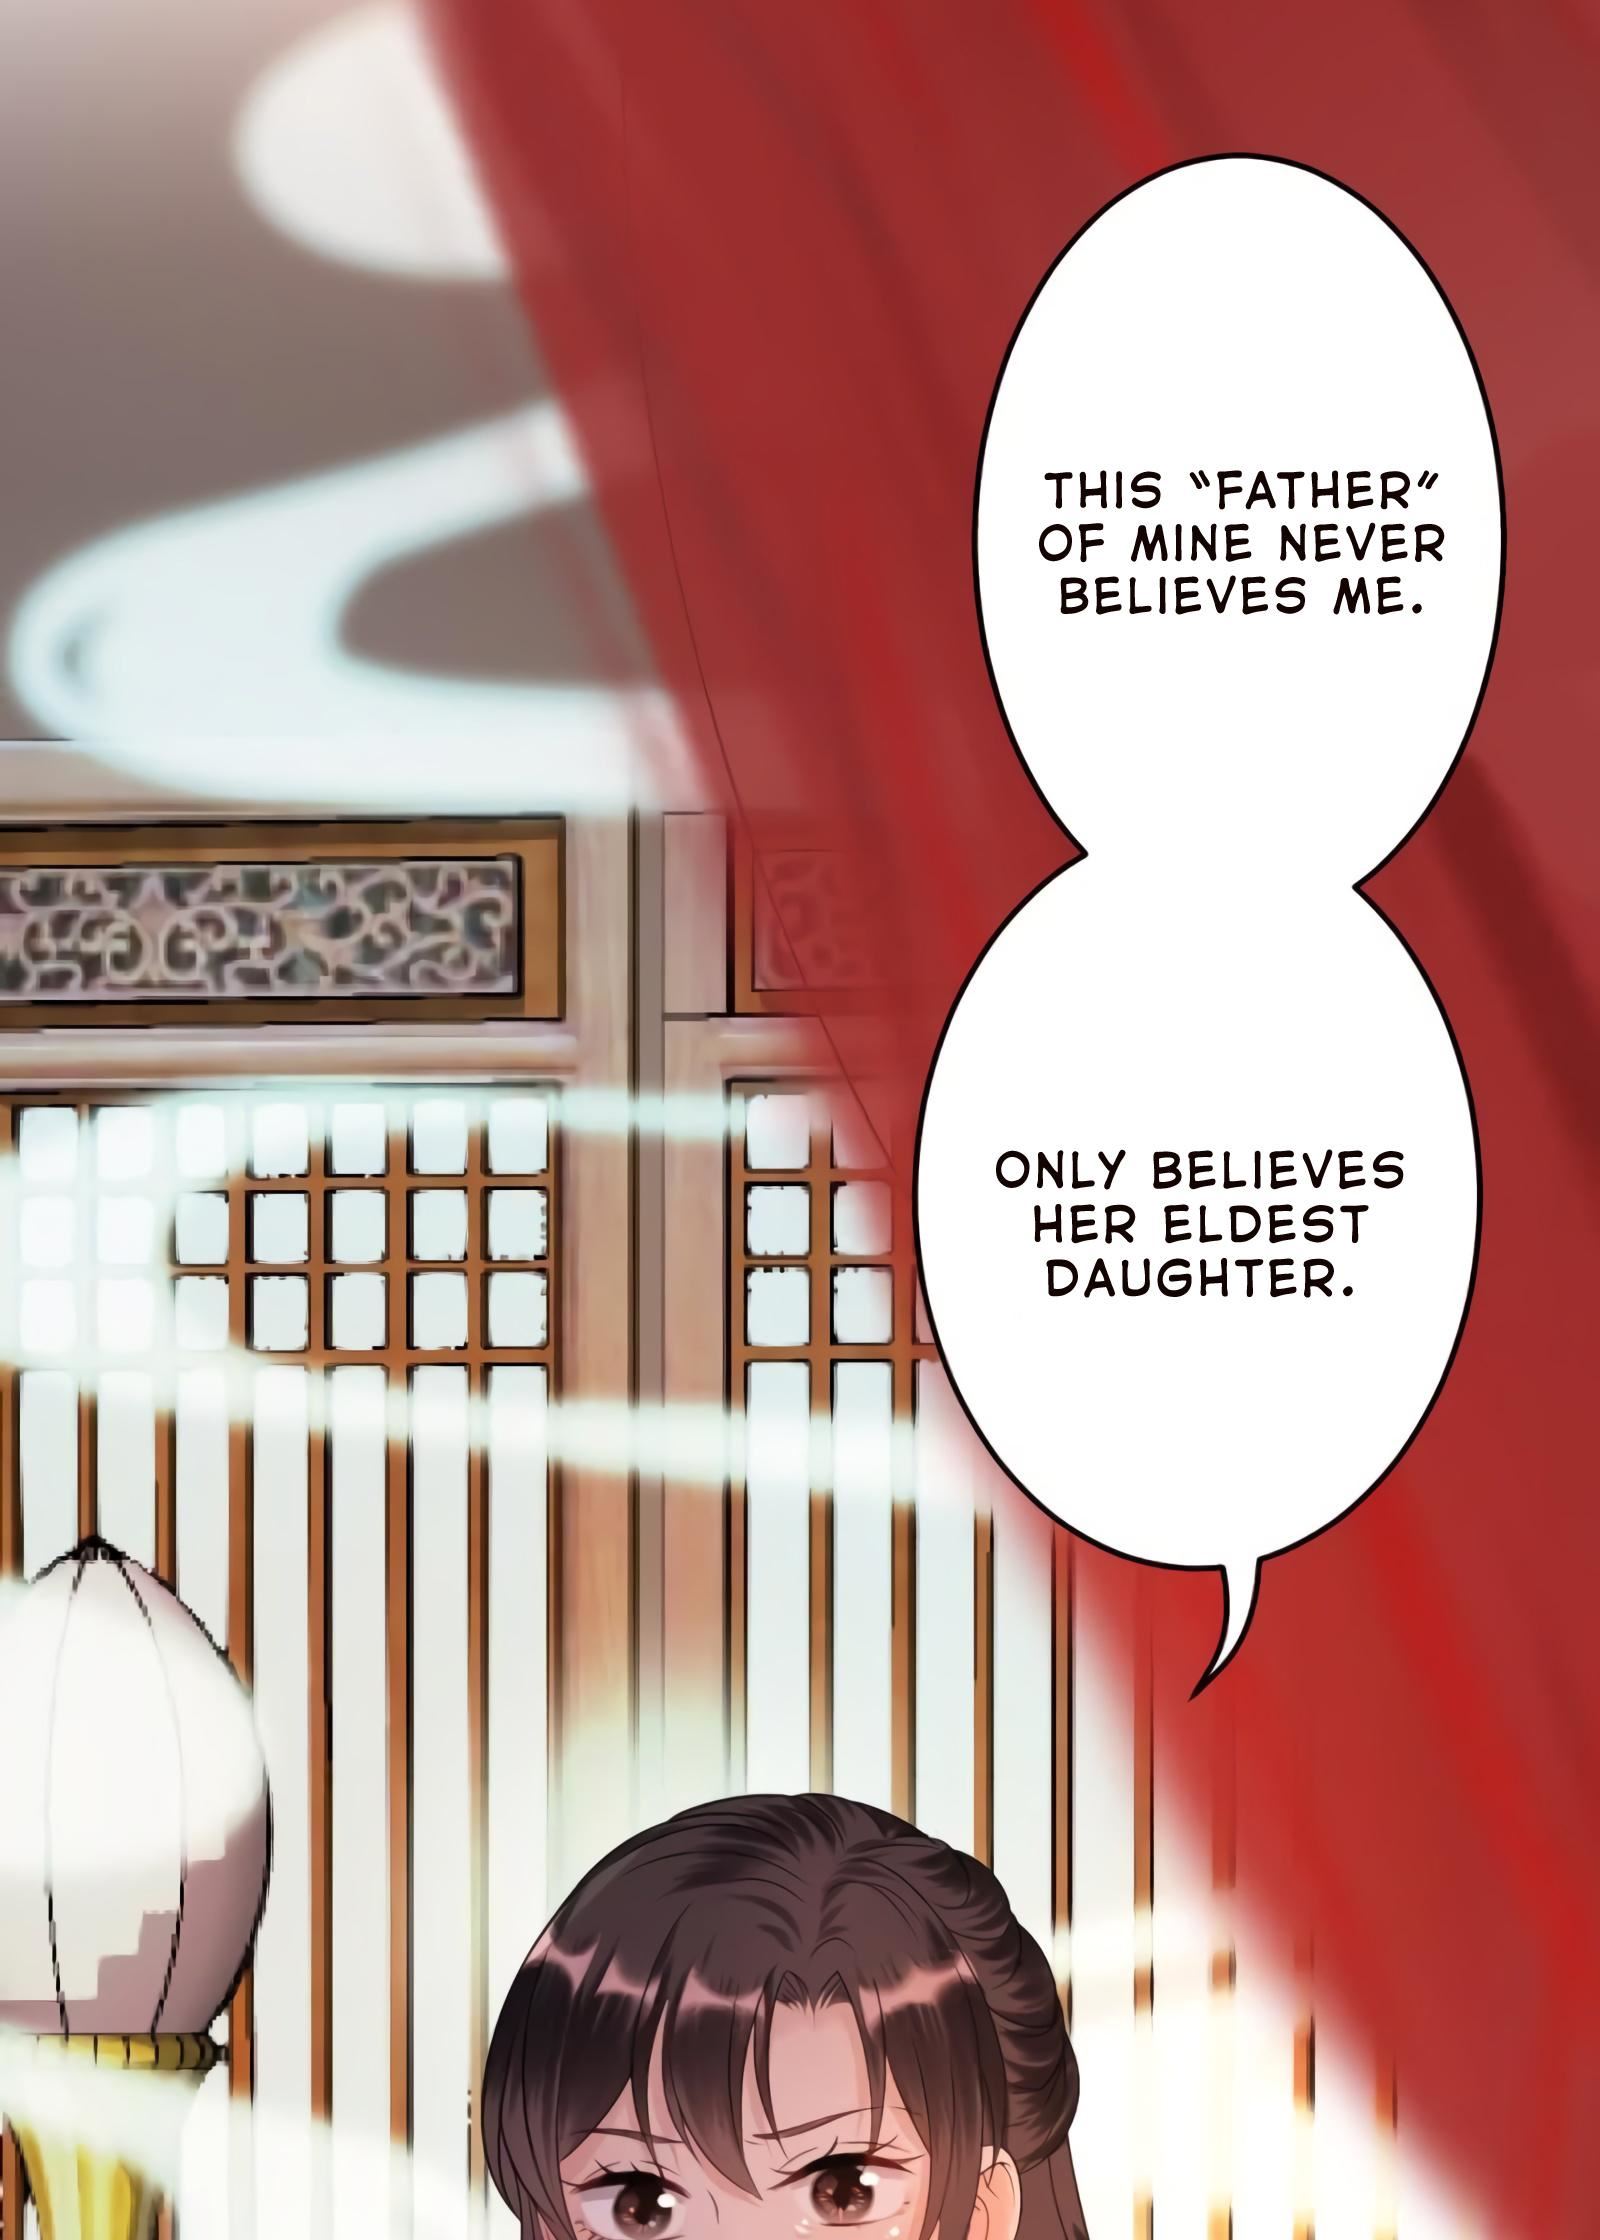 THIS “FATHER”
OF MINE NEVER
BELIEVES ME.
ONLY BELIEVES
HER ELDEST
DAUGHTER.